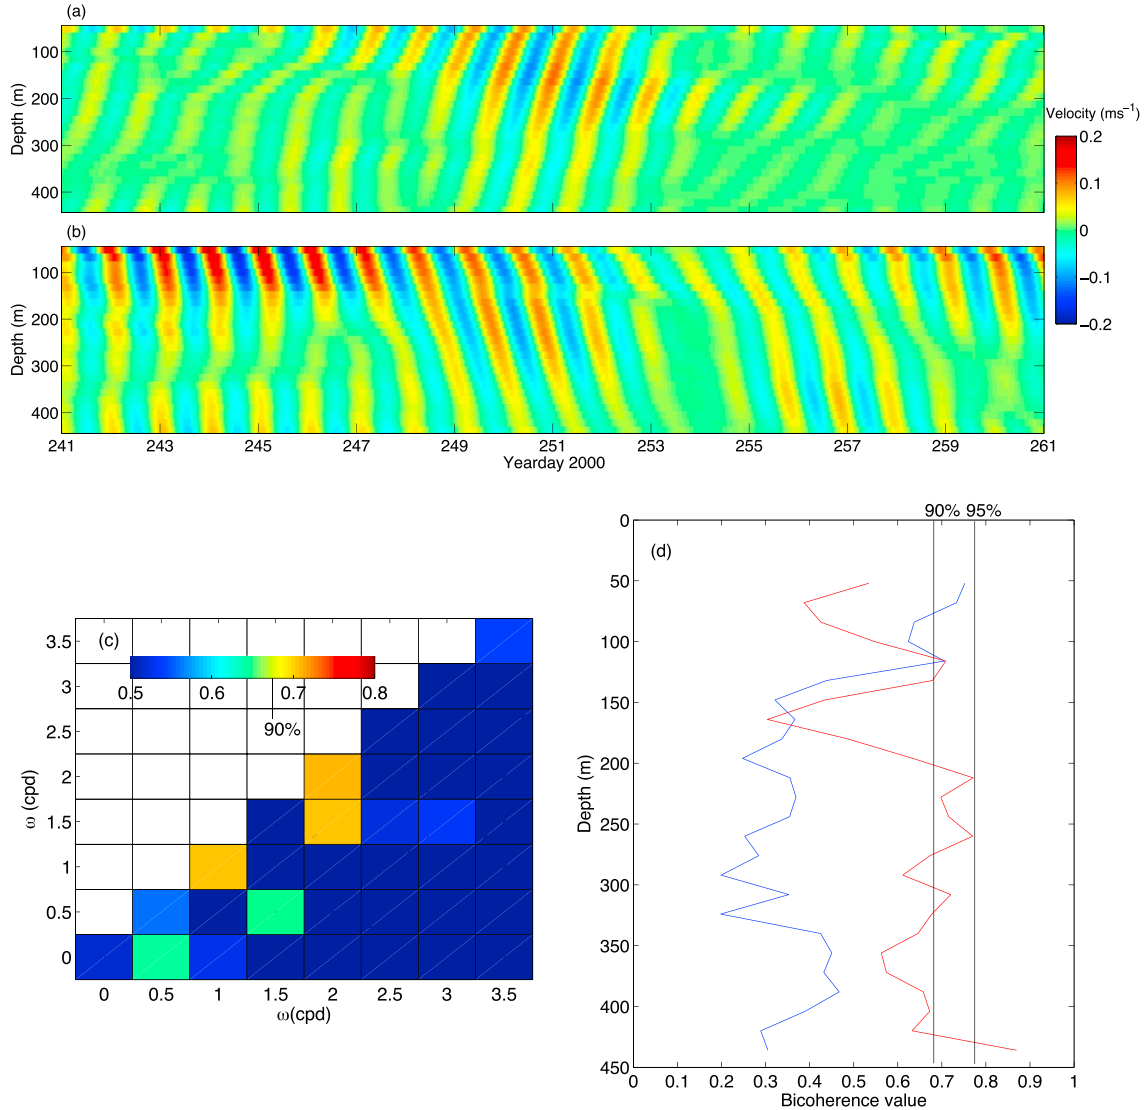 (a)
100
200
300
400
Depth (m)
Velocity (ms−1)
0.2
0.1
0
−0.1
−0.2
(b)
100
200
300
400
Depth (m)
241 243 245 247 249 251 253 255 257 259 261
Yearday 2000
(c)
3.5
3
2.5
2
1.5
1
0.5
0
ω (cpd)
0.5 0.6 0.7 0.8
90%
0 0.5 1 1.5 2 2.5 3 3.5
ω(cpd)
90% 95%
(d)
0
50
100
150
200
250
300
350
400
450
Depth (m)
0 0.1 0.2 0.3 0.4 0.5 0.6 0.7 0.8 0.9 1
Bicoherence value